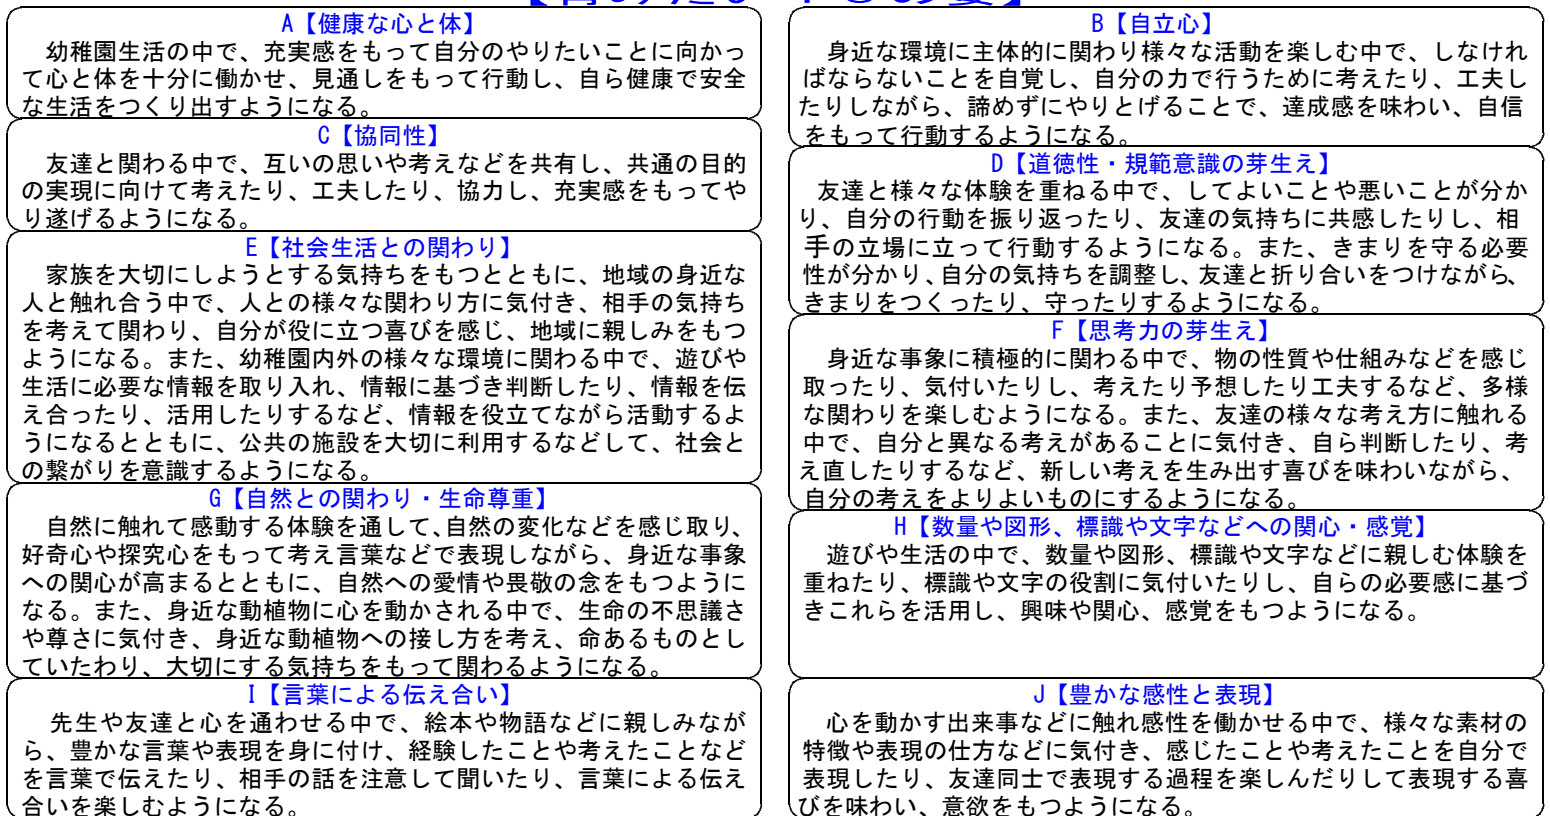 A【健康な心と体】
幼稚園生活の中で、充実感をもって自分のやりたいことに向かっ
て心と体を十分に働かせ、見通しをもって行動し、自ら健康で安全
な生活をつくり出すようになる。
B【自立心】
身近な環境に主体的に関わり様々な活動を楽しむ中で、しなけれ
ばならないことを自覚し、自分の力で行うために考えたり、工夫し
たりしながら、諦めずにやりとげることで、達成感を味わい、自信
をもって行動するようになる。
C【協同性】
友達と関わる中で、互いの思いや考えなどを共有し、共通の目的
の実現に向けて考えたり、工夫したり、協力し、充実感をもってや
り遂げるようになる。
D【道徳性・規範意識の芽生え】
友達と様々な体験を重ねる中で、してよいことや悪いことが分か
り、自分の行動を振り返ったり、友達の気持ちに共感したりし、相
手の立場に立って行動するようになる。また、きまりを守る必要
性が分かり、自分の気持ちを調整し、友達と折り合いをつけながら、
きまりをつくったり、守ったりするようになる。
E【社会生活との関わり】
家族を大切にしようとする気持ちをもつとともに、地域の身近な
人と触れ合う中で、人との様々な関わり方に気付き、相手の気持ち
を考えて関わり、自分が役に立つ喜びを感じ、地域に親しみをもつ
ようになる。また、幼稚園内外の様々な環境に関わる中で、遊びや
生活に必要な情報を取り入れ、情報に基づき判断したり、情報を伝
え合ったり、活用したりするなど、情報を役立てながら活動するよ
うになるとともに、公共の施設を大切に利用するなどして、社会と
の繋がりを意識するようになる。
F【思考力の芽生え】
身近な事象に積極的に関わる中で、物の性質や仕組みなどを感じ
取ったり、気付いたりし、考えたり予想したり工夫するなど、多様
な関わりを楽しむようになる。また、友達の様々な考え方に触れる
中で、自分と異なる考えがあることに気付き、自ら判断したり、考
え直したりするなど、新しい考えを生み出す喜びを味わいながら、
自分の考えをよりよいものにするようになる。
G【自然との関わり・生命尊重】
自然に触れて感動する体験を通して、自然の変化などを感じ取り、
好奇心や探究心をもって考え言葉などで表現しながら、身近な事象
への関心が高まるとともに、自然への愛情や畏敬の念をもつように
なる。また、身近な動植物に心を動かされる中で、生命の不思議さ
や尊さに気付き、身近な動植物への接し方を考え、命あるものとし
ていたわり、大切にする気持ちをもって関わるようになる。
H【数量や図形、標識や文字などへの関心・感覚】
遊びや生活の中で、数量や図形、標識や文字などに親しむ体験を
重ねたり、標識や文字の役割に気付いたりし、自らの必要感に基づ
きこれらを活用し、興味や関心、感覚をもつようになる。
I【言葉による伝え合い】
先生や友達と心を通わせる中で、絵本や物語などに親しみなが
ら、豊かな言葉や表現を身に付け、経験したことや考えたことなど
を言葉で伝えたり、相手の話を注意して聞いたり、言葉による伝え
合いを楽しむようになる。
J【豊かな感性と表現】
心を動かす出来事などに触れ感性を働かせる中で、様々な素材の
特徴や表現の仕方などに気付き、感じたことや考えたことを自分で
表現したり、友達同士で表現する過程を楽しんだりして表現する喜
びを味わい、意欲をもつようになる。